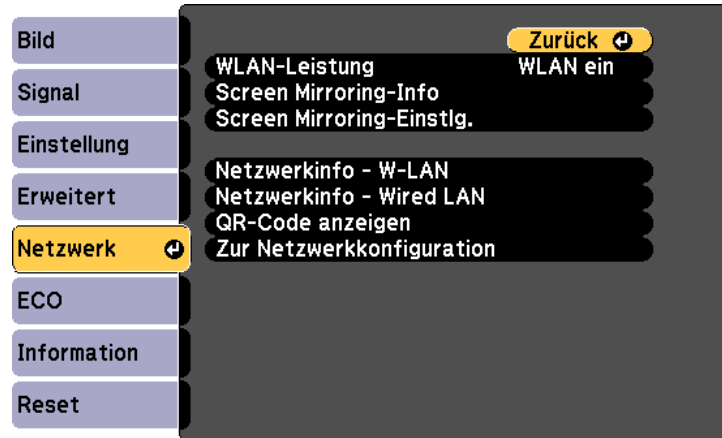 Bild
Signal
Einstellung
Erweitert
Netzwerk
ECO
Information
Reset
Zurück
WLAN-Leistung WLAN ein
Screen Mirroring-Info
Screen Mirroring-Einstlg.
Netzwerkinfo - W-LAN
Netzwerkinfo - Wired LAN
QR-Code anzeigen
Zur Netzwerkkonfiguration